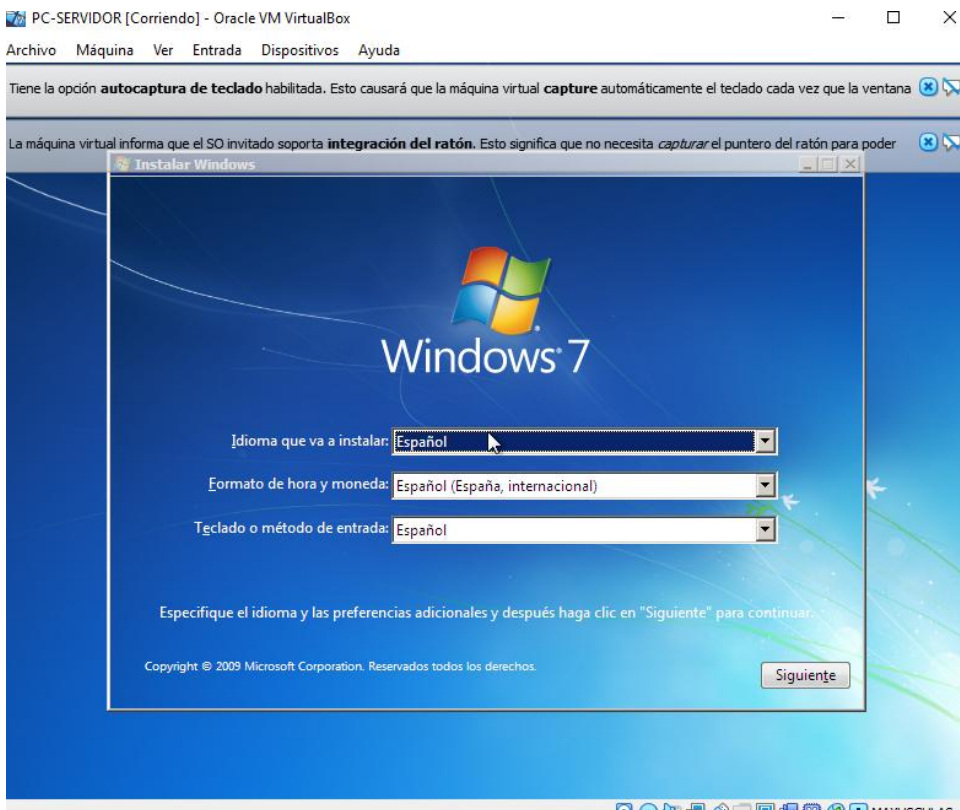 PC-SERVIDOR [Corriendo] - Oracle VM VirtualBox
Archivo Máquina Ver Entrada Dispositivos Ayuda
Tiene la opción autocaptura de teclado habilitada. Esto causará que la máquina virtual capture automáticamente el teclado cada vez que la ventana
La máquina virtual informa que el SO invitado soporta integración del ratón. Esto significa que no necesita capturar el puntero del ratón para poder
Instalar Windows
Windows 7
Idioma que va a instalar: Español
Formato de hora y moneda: Español (España, internacional)
Teclado o método de entrada: Español
Especifique el idioma y las preferencias adicionales y después haga clic en "Siguiente" para continuar.
Copyright © 2009 Microsoft Corporation. Reservados todos los derechos.
Siguiente